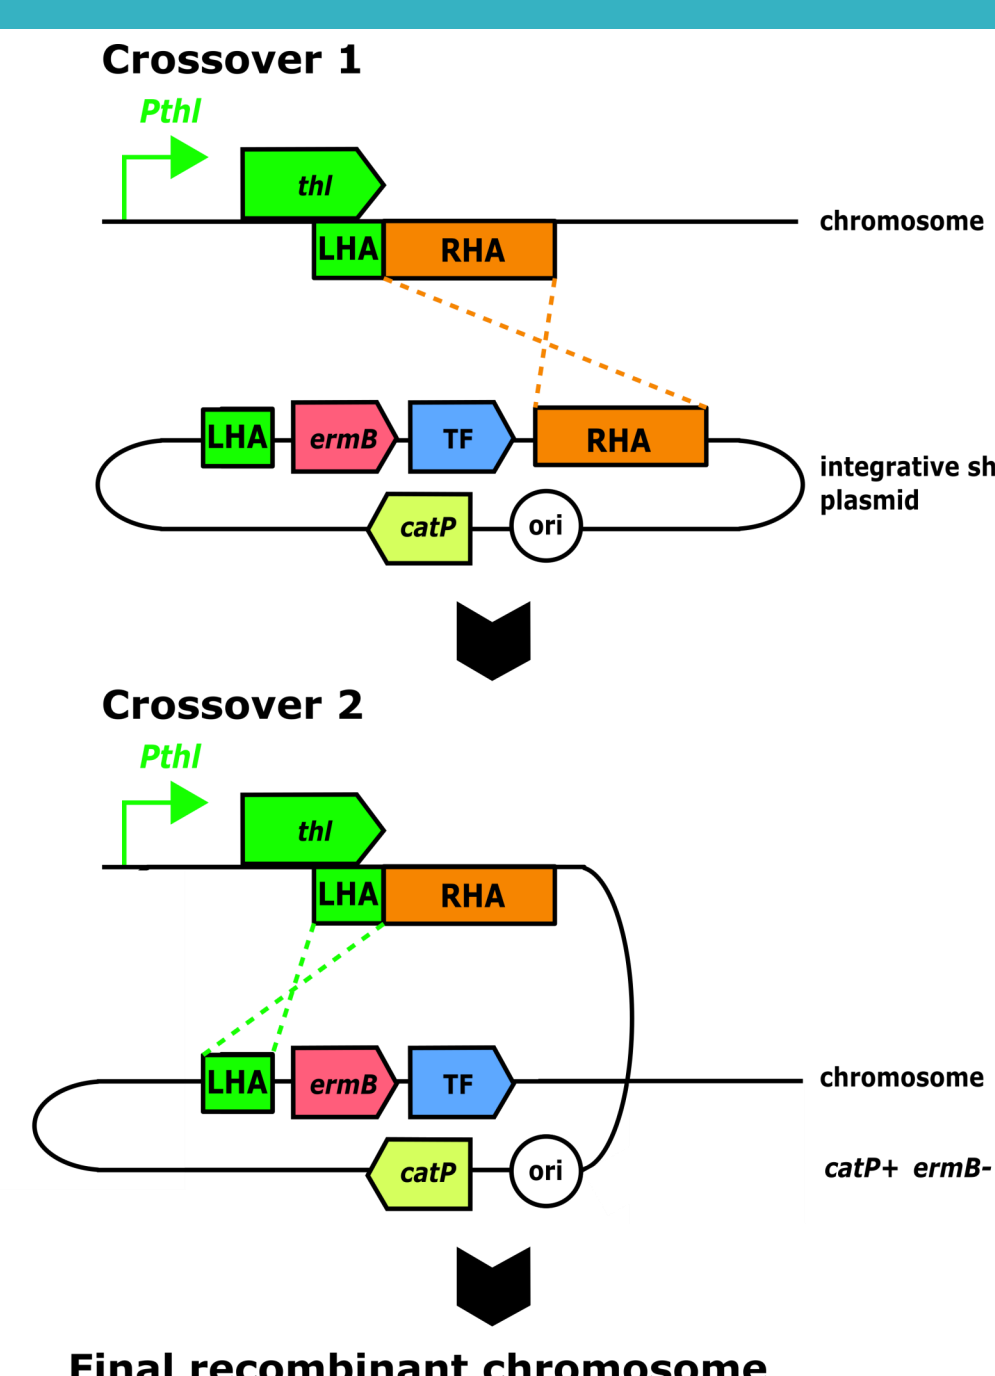 Crossover 1
Pthl
thl
chromosome
LHA RHA
LHA ermB TF RHA
integrative sh
plasmid
catP ori
Crossover 2
Pthl
thl
LHA RHA
LHA ermB TF chromosome
catP ori catP+ ermB-
Final recombinant chromosome